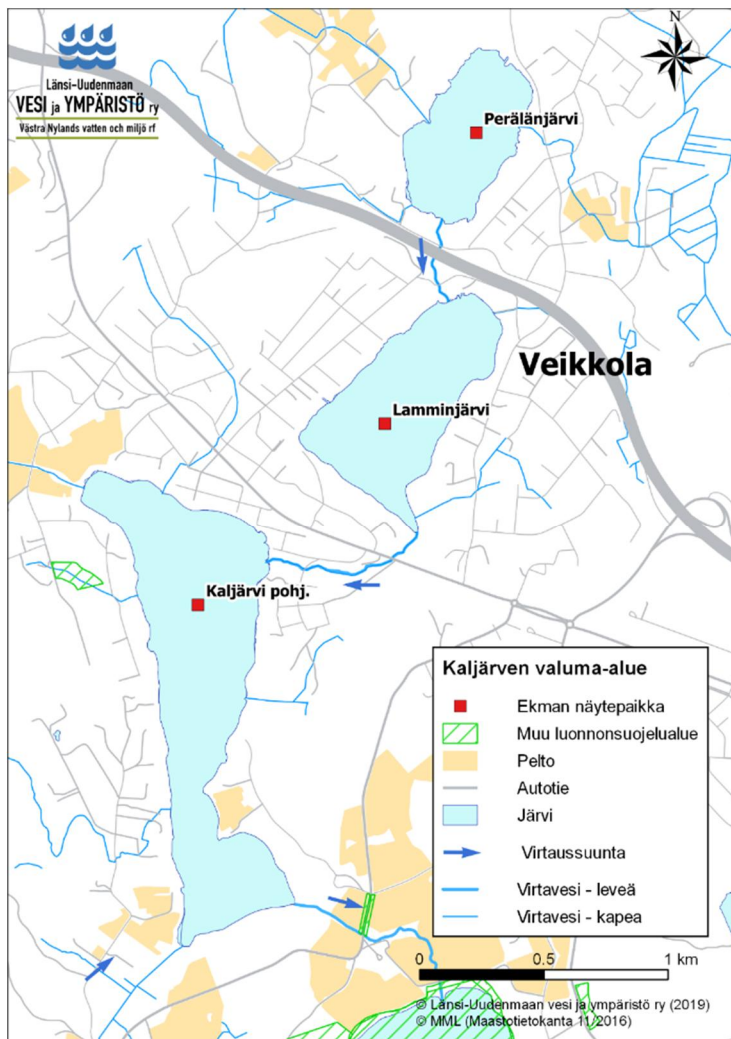 Länsi-Uudenmaan
VESI ja YMPÄRISTÖ ry
Västra Nylands vatten och miljö rf
N
Perälänjärvi
Veikkola
Lamminjärvi
Kaljärvi pohj.
Kaljärven valuma-alue
Ekman näytepaikka
Muu luonnonsuojelualue
Pelto
Autotie
Järvi
Virtaussuunta
Virtavesi - leveä
Virtavesi - kapea
0 0.5 1 km
© Länsi-Uudenmaan vesi ja ympäristö ry (2019)
© MML (Maastotietokanta 11/2016)